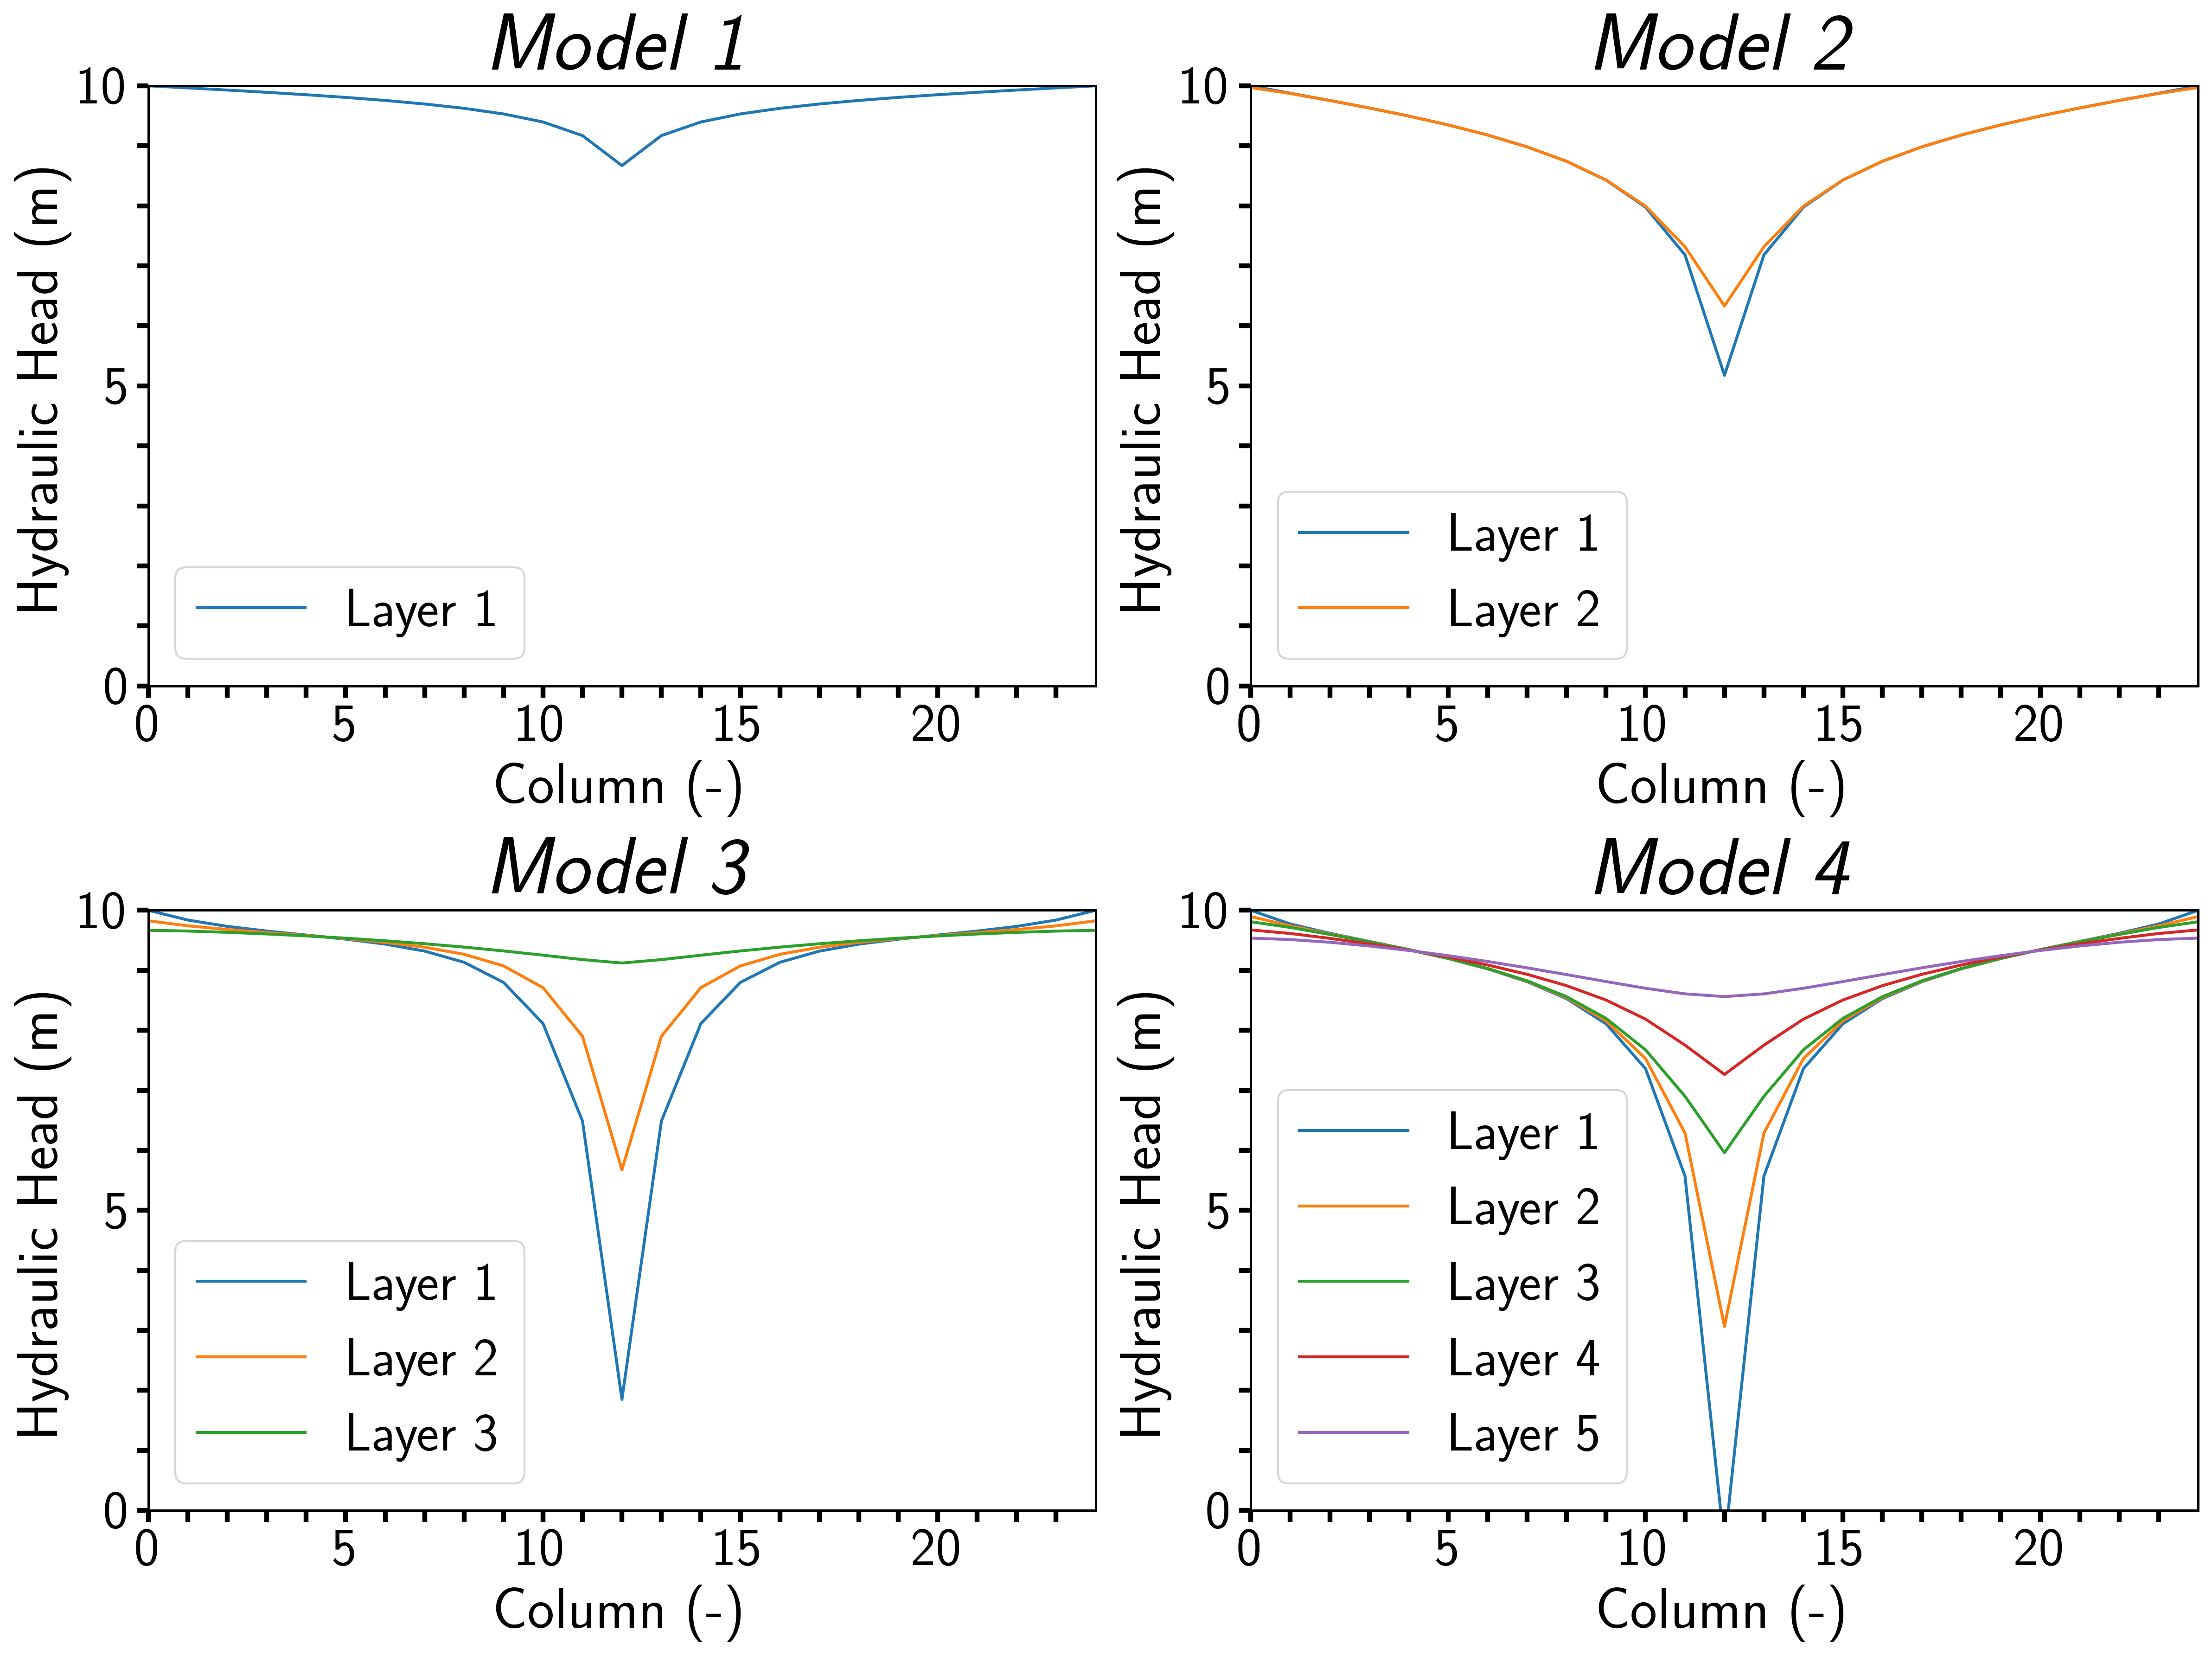 Model 1
10
5
0
Hydraulic Head (m)
Layer 1
0 5 10 15 20
Column (-)
Model 2
10
5
0
Hydraulic Head (m)
Layer 1
Layer 2
0 5 10 15 20
Column (-)
Model 3
10
5
0
Hydraulic Head (m)
Layer 1
Layer 2
Layer 3
0 5 10 15 20
Column (-)
Model 4
10
5
0
Hydraulic Head (m)
Layer 1
Layer 2
Layer 3
Layer 4
Layer 5
0 5 10 15 20
Column (-)